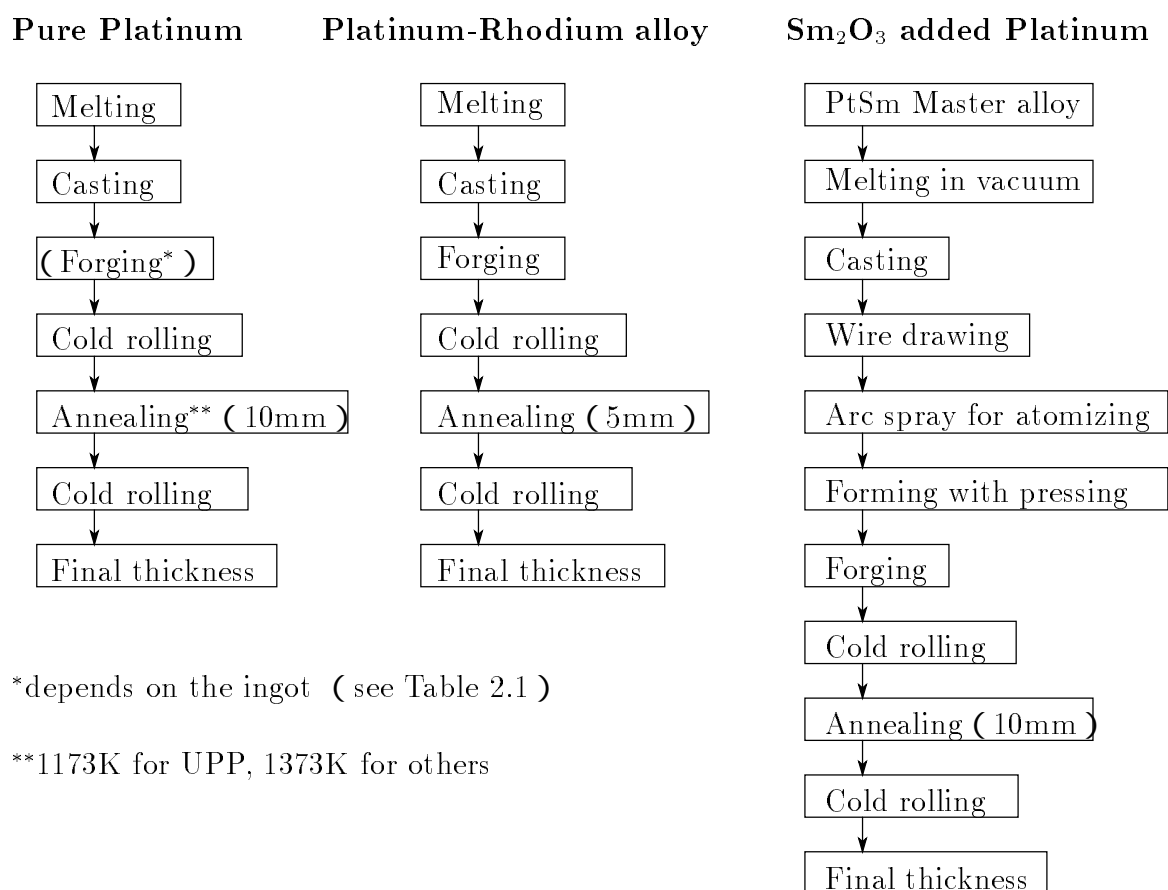 Pure Platinum
Melting
Casting
(Forging*)
Cold rolling
Annealing** (10mm)
Cold rolling
Final thickness
*depends on the ingot (see Table 2.1)
**1173K for UPP, 1373K for others
Platinum-Rhodium alloy
Melting
Casting
Forging
Cold rolling
Annealing (5mm)
Cold rolling
Final thickness
Sm₂O₃ added Platinum
PtSm Master alloy
Melting in vacuum
Casting
Wire drawing
Arc spray for atomizing
Forming with pressing
Forging
Cold rolling
Annealing (10mm)
Cold rolling
Final thickness